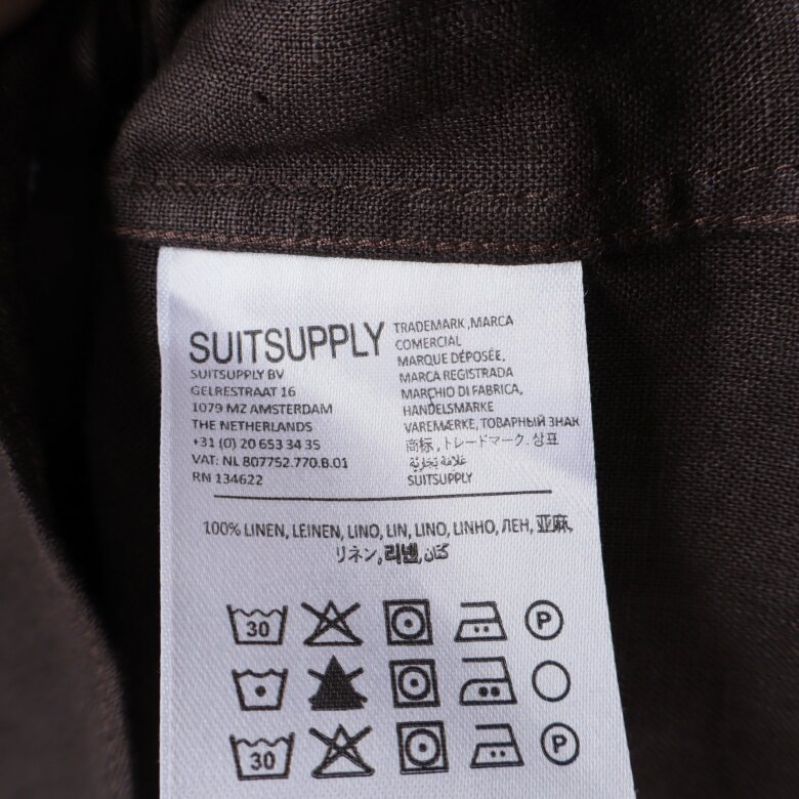 SUITSUPPLY
SUITSUPPLY BV
GELRESTRAAT 16
1079 MZ AMSTERDAM
THE NETHERLANDS
+31 (0) 20 653 34 35
VAT: NL 807752.770.B.01
RN 134622
TRADEMARK ,MARCA
COMERCIAL
MARQUE DÉPOSÉE,
MARCA REGISTRADA
MARCHIO DI FABRICA,
HANDELSMARKE
VAREMÆRKE, ТОВАРНЫЙ ЗНАК
商标 , トレードマーク. 상표
علامة تجارية
SUITSUPPLY
100% LINEN, LEINEN, LINO, LIN, LINO, LINHO, ЛЕН, 亚麻,
リネン, 리넨, كتان
30 P
30 P